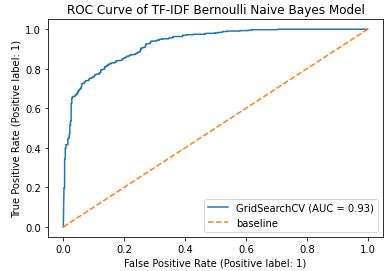 ROC Curve of TF-IDF Bernoulli Naive Bayes Model
True Positive Rate (Positive label: 1)
1.0
0.8
0.6
0.4
0.2
0.0
GridSearchCV (AUC = 0.93)
baseline
0.0 0.2 0.4 0.6 0.8 1.0
False Positive Rate (Positive label: 1)